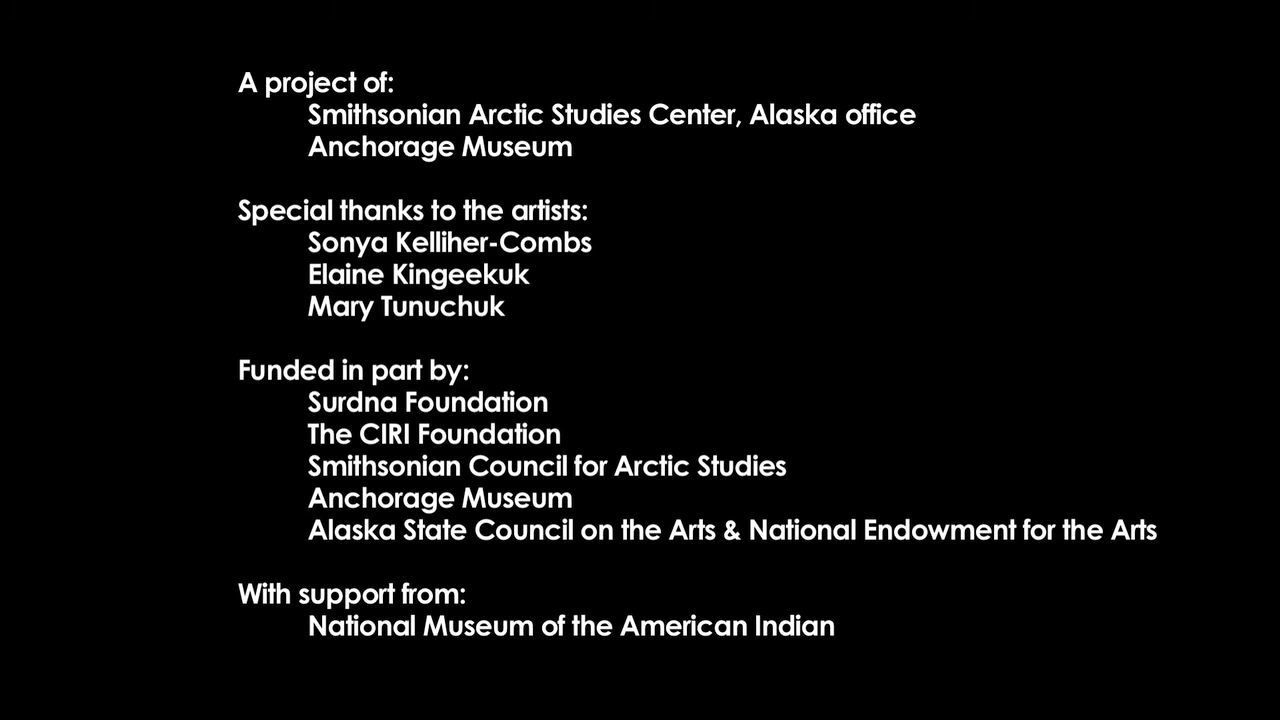 A project of:
Smithsonian Arctic Studies Center, Alaska office
Anchorage Museum
Special thanks to the artists:
Sonya Kelliher-Combs
Elaine Kingeekuk
Mary Tunuchuk
Funded in part by:
Surdna Foundation
The CIRI Foundation
Smithsonian Council for Arctic Studies
Anchorage Museum
Alaska State Council on the Arts & National Endowment for the Arts
With support from:
National Museum of the American Indian